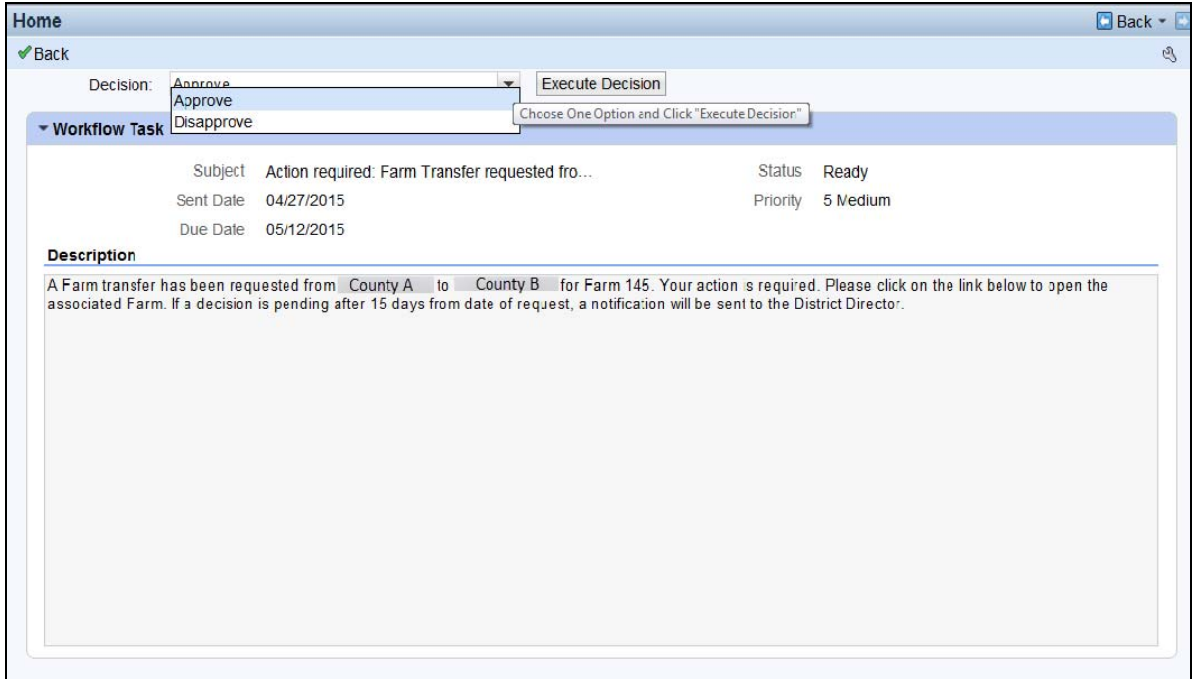 Home
Back
Back
Decision:
Approve
Execute Decision
Approve
Disapprove
Choose One Option and Click "Execute Decision"
Workflow Task
Subject Action required: Farm Transfer requested fro...
Status Ready
Sent Date 04/27/2015
Priority 5 Medium
Due Date 05/12/2015
Description
A Farm transfer has been requested from County A to County B for Farm 145. Your action is required. Please click on the link below to open the
associated Farm. If a decision is pending after 15 days from date of request, a notification will be sent to the District Director.